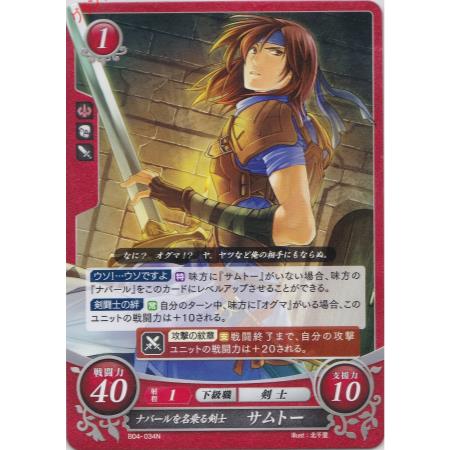 1
なに？ オグマ！？ ヤ、ヤツなど俺の相手にもならぬ。
ウソ！…ウソですよ 特 味方に『サムトー』がいない場合、味方の
『ナバール』をこのカードにレベルアップさせることができる。
剣闘士の絆 常 自分のターン中、味方に『オグマ』がいる場合、この
ユニットの戦闘力は＋10される。
攻撃の紋章 支 戦闘終了まで、自分の攻撃
ユニットの戦闘力は＋20される。
戦闘力 40
射程 1 下級職 剣士
支援力 10
ナバールを名乗る剣士 サムトー
B04-034N
Illust：北千里